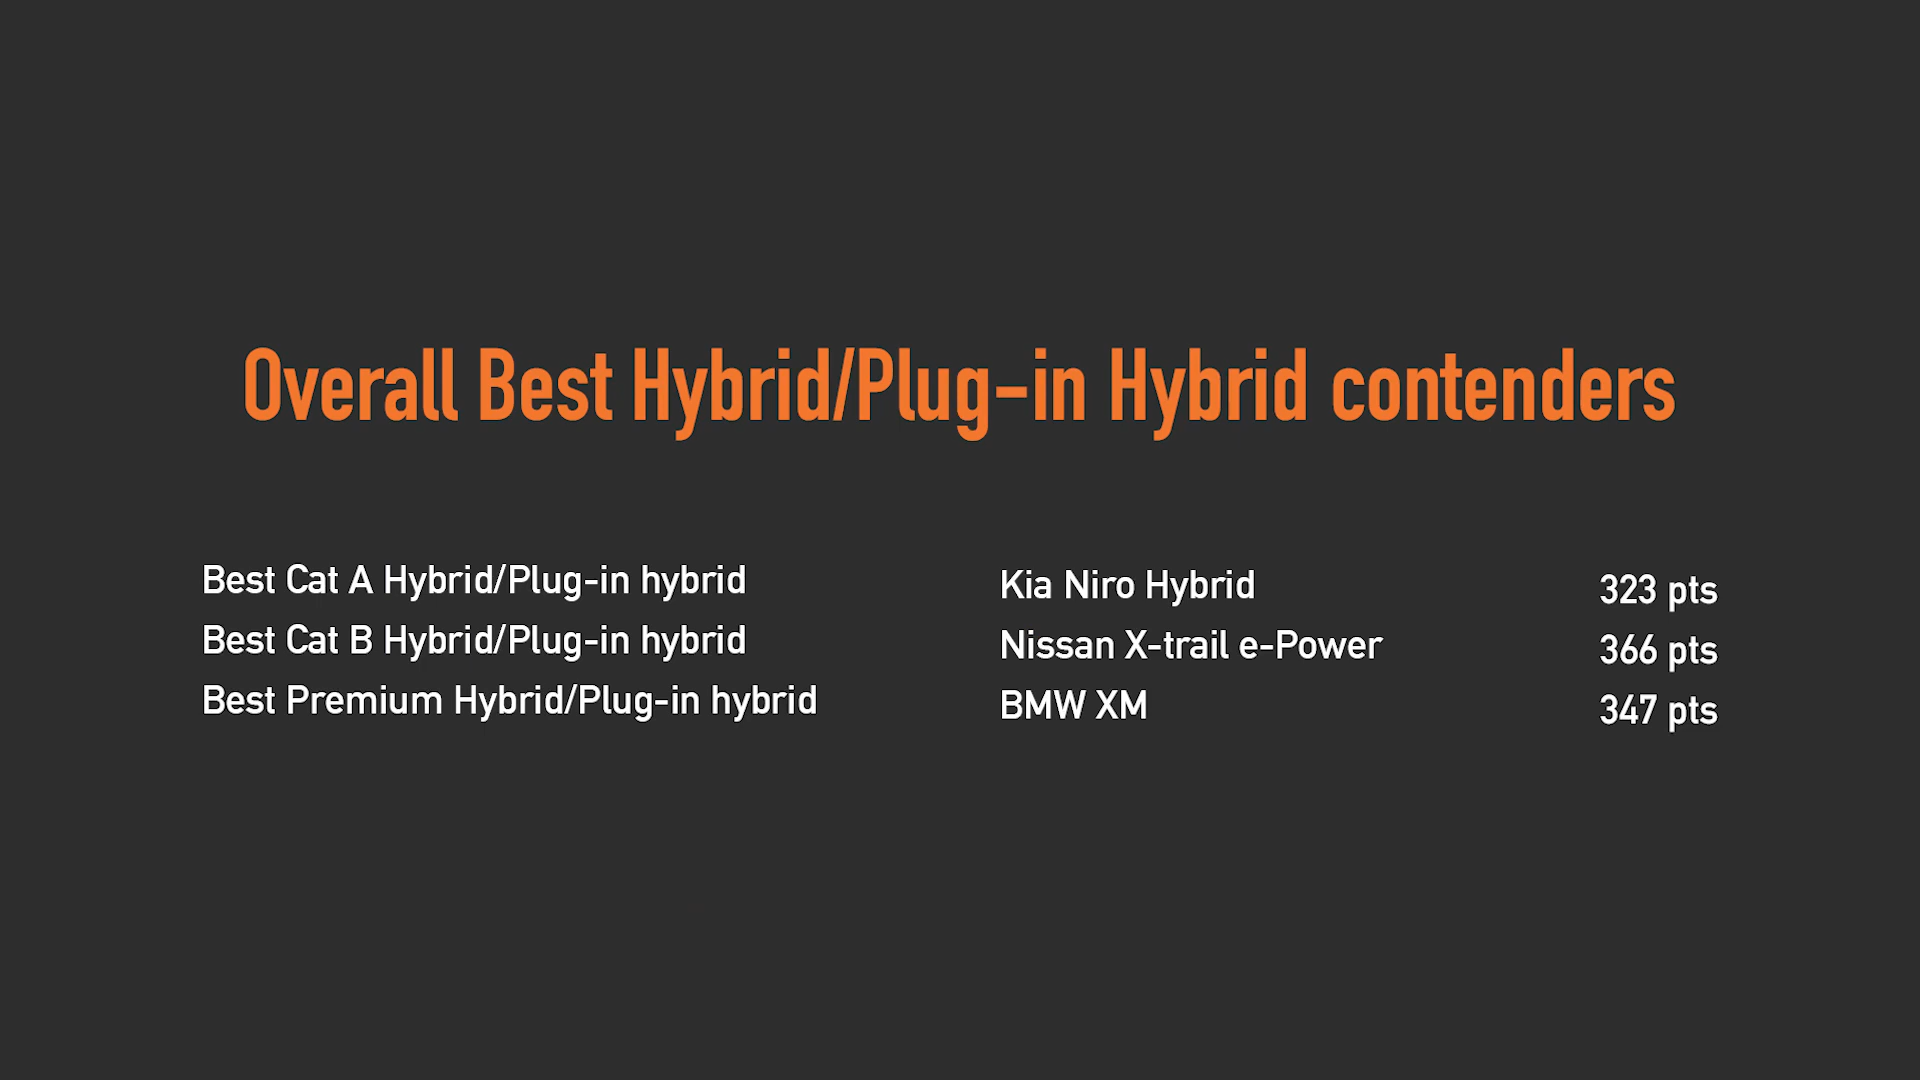 Overall Best Hybrid/Plug-in Hybrid contenders
Best Cat A Hybrid/Plug-in hybrid Kia Niro Hybrid 323 pts
Best Cat B Hybrid/Plug-in hybrid Nissan X-trail e-Power 366 pts
Best Premium Hybrid/Plug-in hybrid BMW XM 347 pts